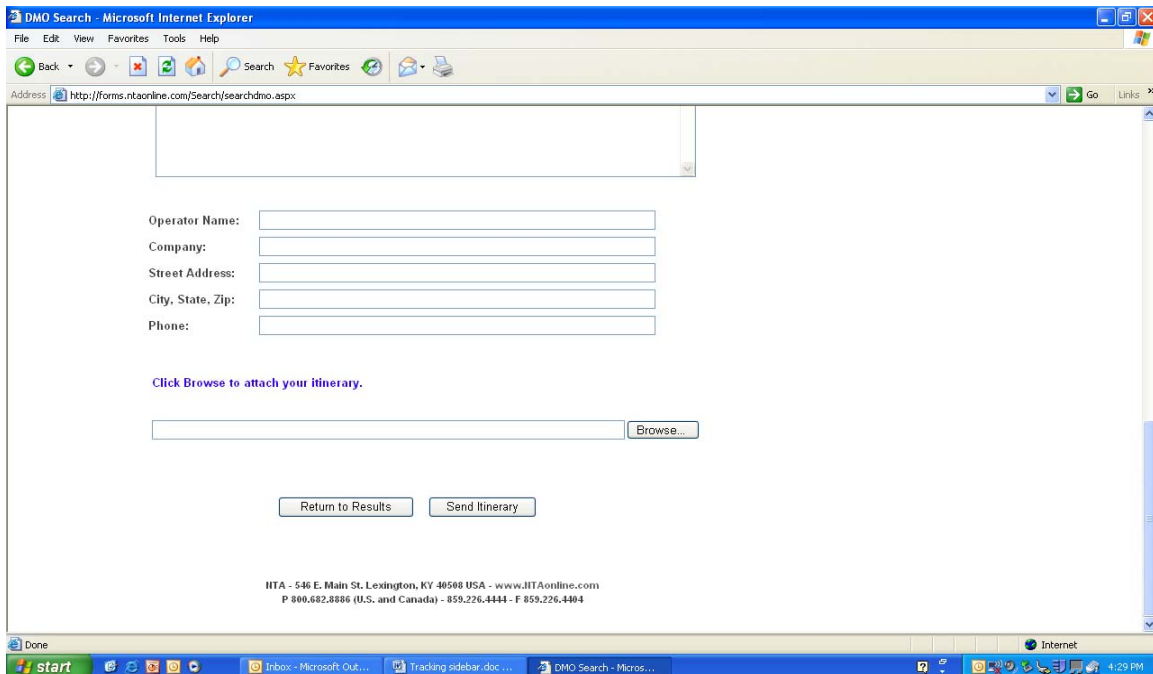 DMO Search - Microsoft Internet Explorer
File Edit View Favorites Tools Help
Back Search Favorites
Address http://forms.ntaonline.com/Search/searchdmo.aspx Go Links »
Operator Name:
Company:
Street Address:
City, State, Zip:
Phone:
Click Browse to attach your itinerary.
Browse...
Return to Results Send Itinerary
NTA - 546 E. Main St. Lexington, KY 40508 USA - www.NTAonline.com
P 800.682.8886 (U.S. and Canada) - 859.226.4444 - F 859.226.4404
Done Internet
start Inbox - Microsoft Out... Tracking sidebar.doc ... DMO Search - Micros... 4:29 PM